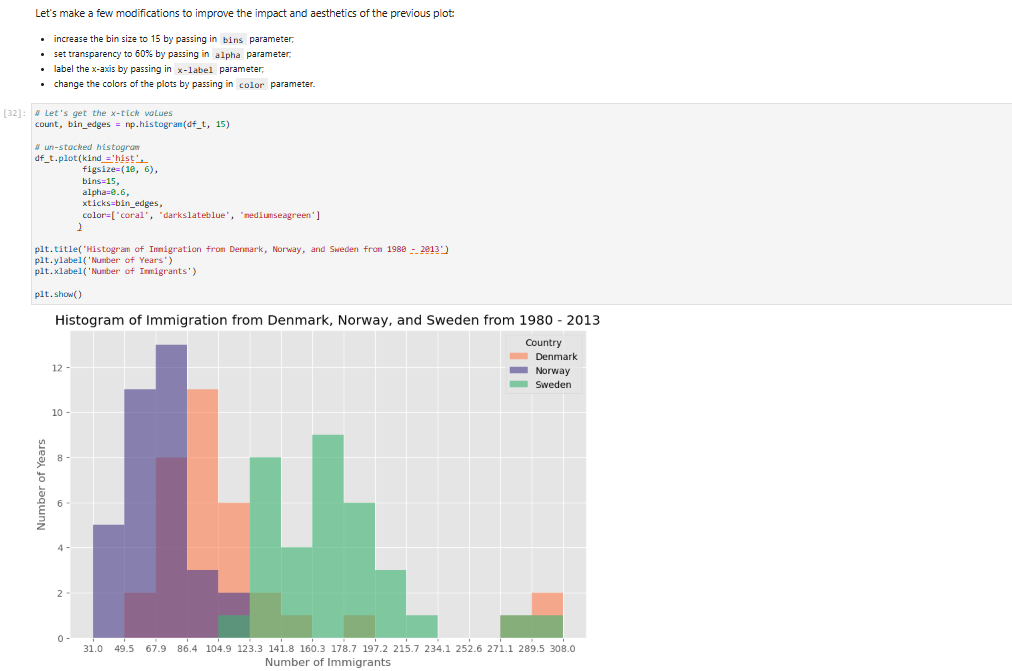 Let's make a few modifications to improve the impact and aesthetics of the previous plot:
• increase the bin size to 15 by passing in bins parameter;
• set transparency to 60% by passing in alpha parameter;
• label the x-axis by passing in x-label parameter;
• change the colors of the plots by passing in color parameter.
[32]: # Let's get the x-tick values
count, bin_edges = np.histogram(df_t, 15)
# un-stacked histogram
df_t.plot(kind ='hist',
figsize=(10, 6),
bins=15,
alpha=0.6,
xticks=bin_edges,
color=['coral', 'darkslateblue', 'mediumseagreen']
)
plt.title('Histogram of Immigration from Denmark, Norway, and Sweden from 1980 - 2013')
plt.ylabel('Number of Years')
plt.xlabel('Number of Immigrants')
plt.show()
Histogram of Immigration from Denmark, Norway, and Sweden from 1980 - 2013
Country
Denmark
Norway
Sweden
12
10
8
6
4
2
0
Number of Years
31.0 49.5 67.9 86.4 104.9 123.3 141.8 160.3 178.7 197.2 215.7 234.1 252.6 271.1 289.5 308.0
Number of Immigrants